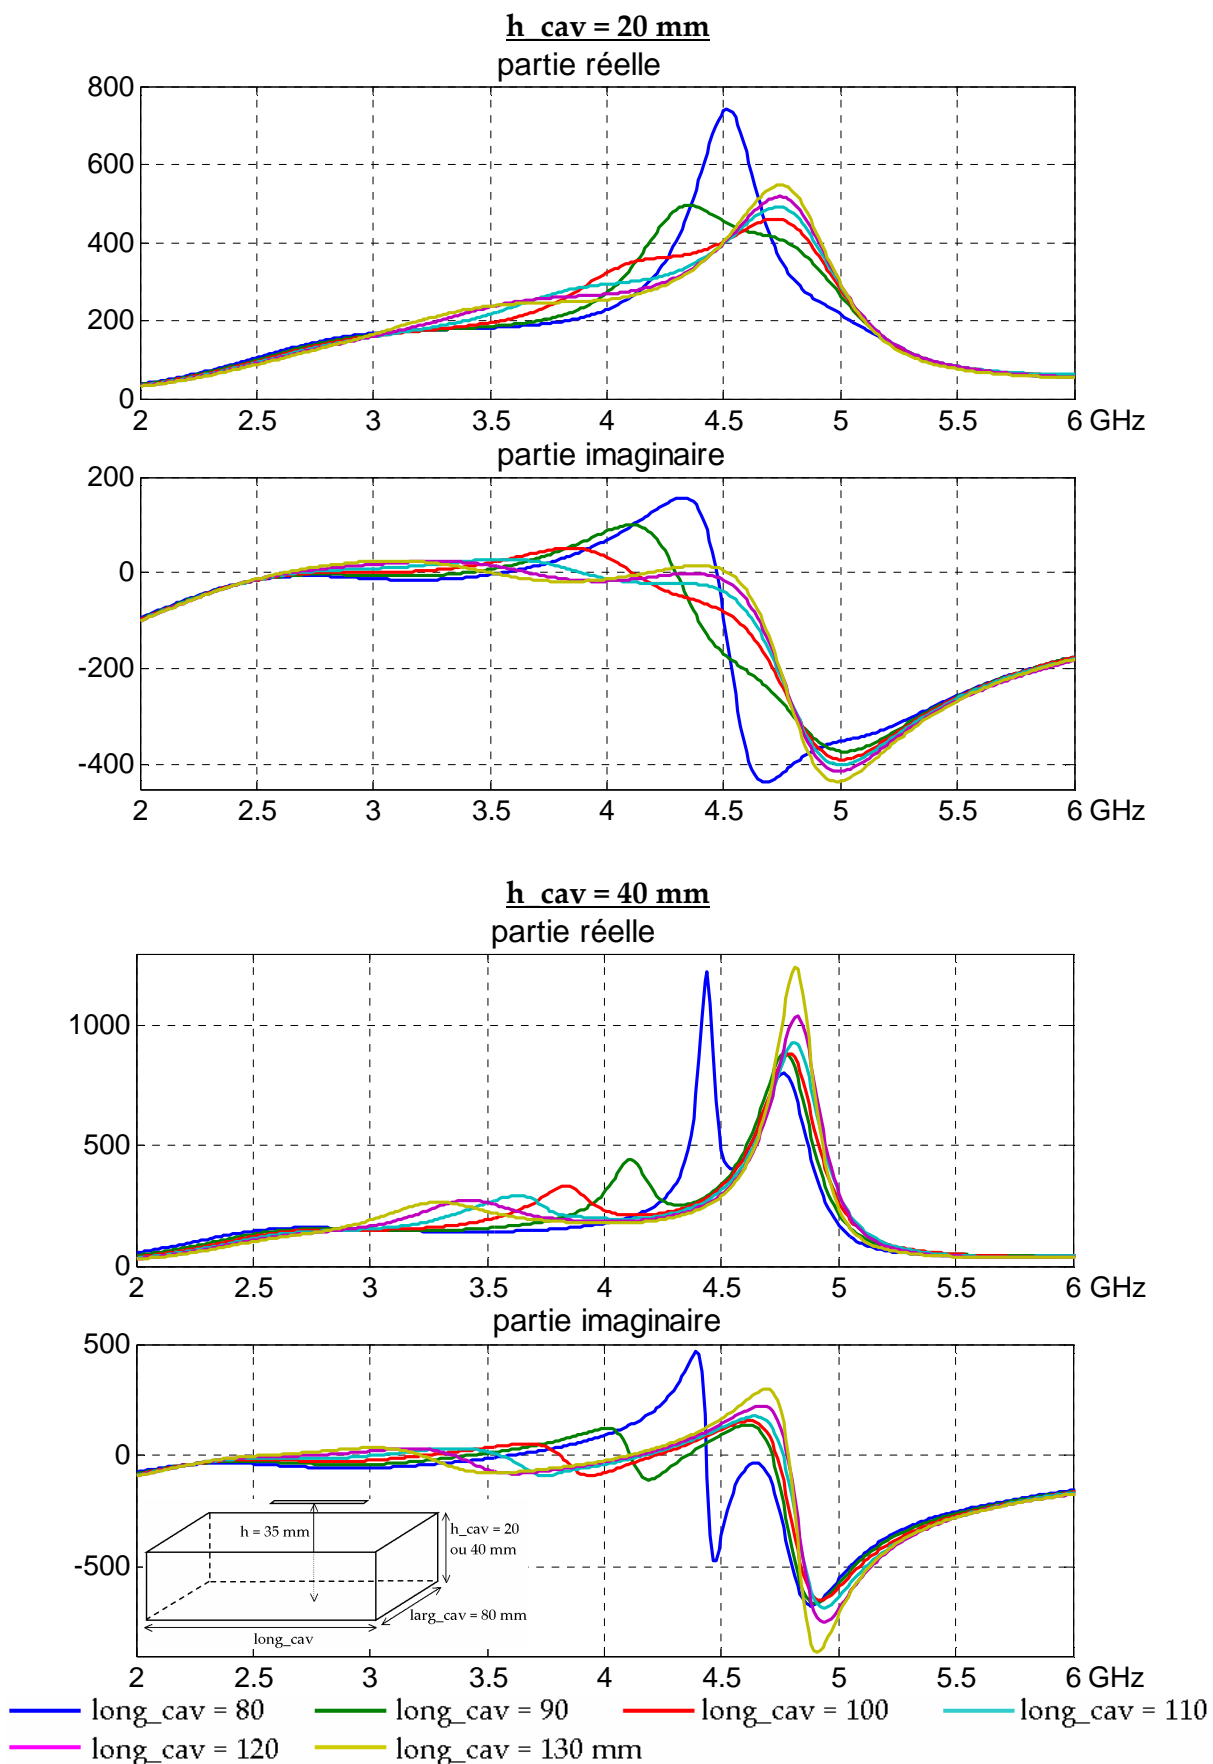 h_cav = 20 mm
partie réelle
800
600
400
200
0
2 2.5 3 3.5 4 4.5 5 5.5 6 GHz
partie imaginaire
200
0
-200
-400
2 2.5 3 3.5 4 4.5 5 5.5 6 GHz
h_cav = 40 mm
partie réelle
1000
500
0
2 2.5 3 3.5 4 4.5 5 5.5 6 GHz
partie imaginaire
500
0
-500
h = 35 mm
h_cav = 20
ou 40 mm
larg_cav = 80 mm
long_cav
2 2.5 3 3.5 4 4.5 5 5.5 6 GHz
long_cav = 80 long_cav = 90 long_cav = 100 long_cav = 110
long_cav = 120 long_cav = 130 mm